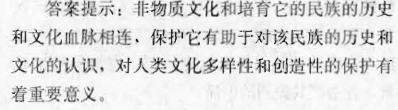 答案提示：非物质文化和培育它的民族的历史
和文化血脉相连，保护它有助于对该民族的历史和
文化的认识，对人类文化多样性和创造性的保护有
着重要意义。